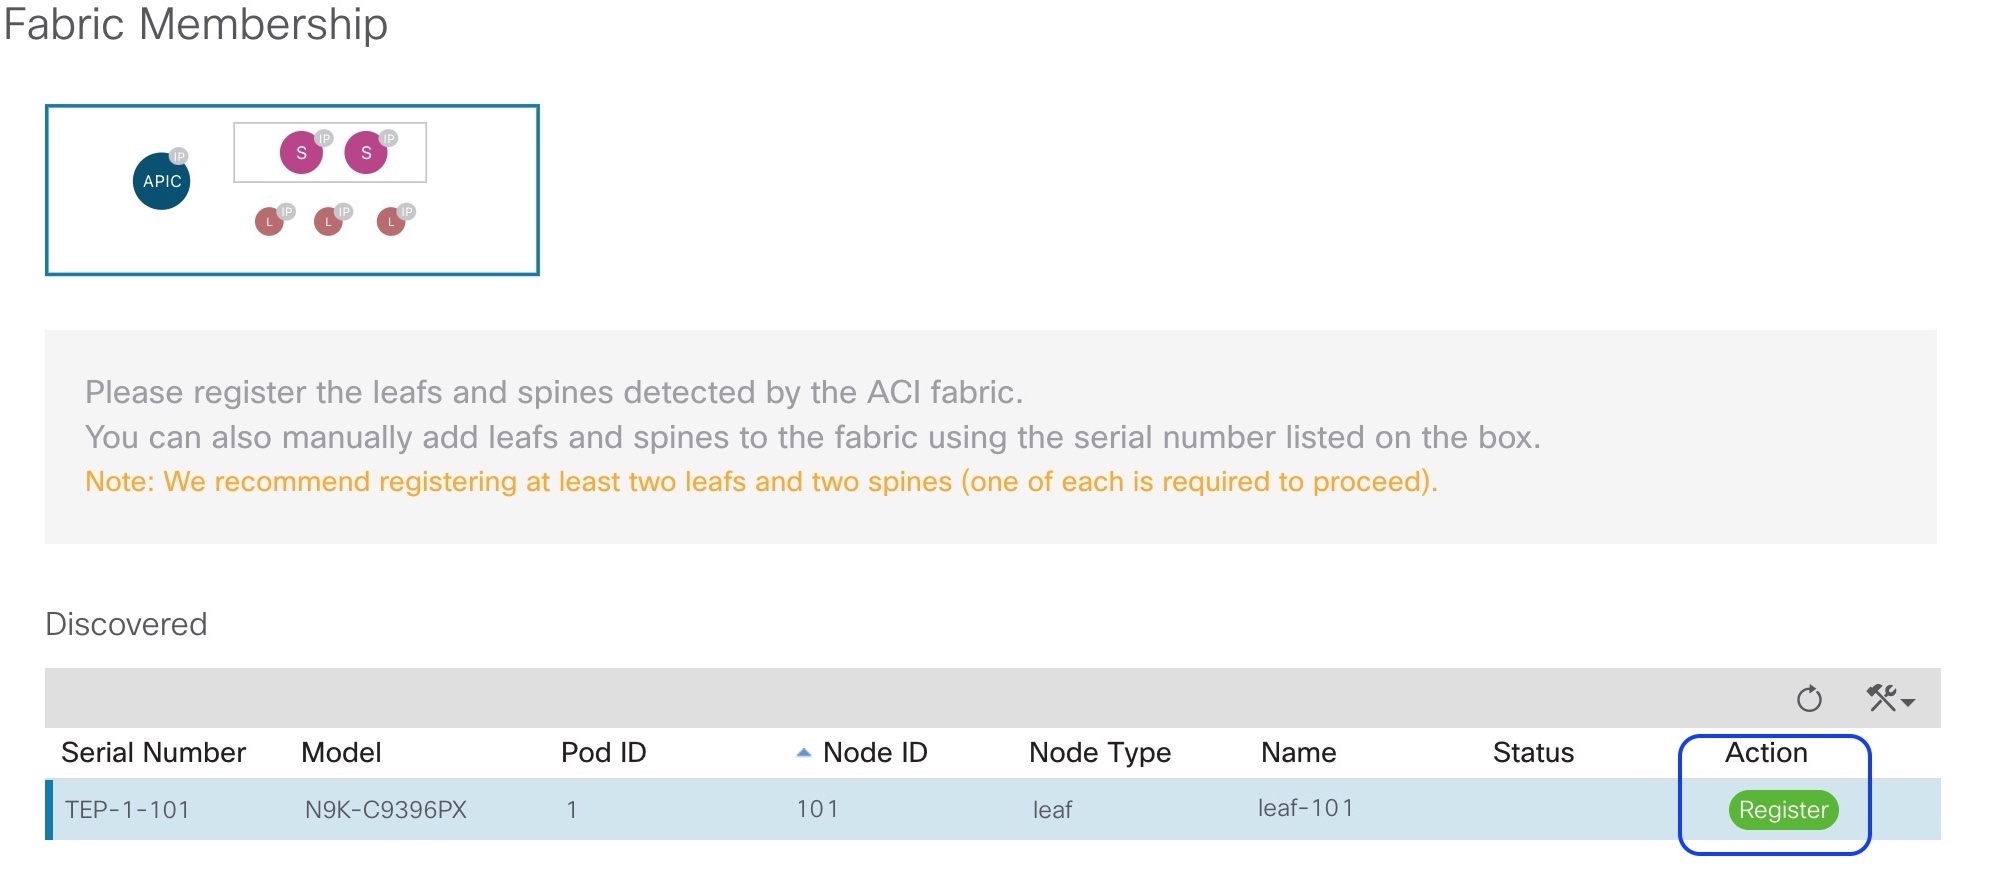 Fabric Membership
APIC IP
S IP S IP
L IP L IP L IP
Please register the leafs and spines detected by the ACI fabric.
You can also manually add leafs and spines to the fabric using the serial number listed on the box.
Note: We recommend registering at least two leafs and two spines (one of each is required to proceed).
Discovered
Serial Number Model Pod ID Node ID Node Type Name Status Action
TEP-1-101 N9K-C9396PX 1 101 leaf leaf-101 Register